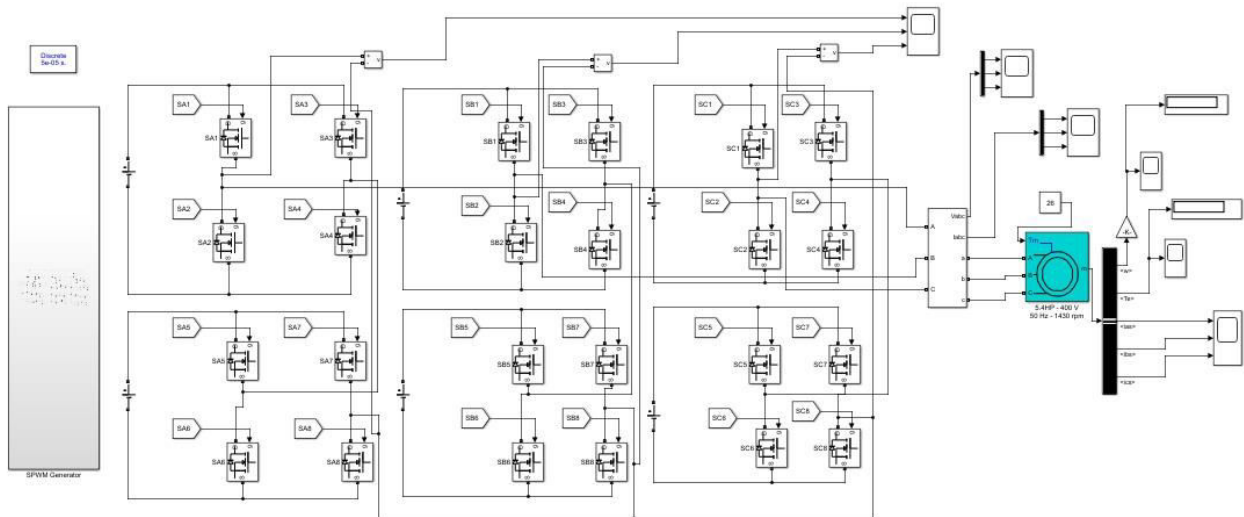 Discrete
5e-05 s.
SPWM Generator
SA1
SA3
SA1
SA3
SA2
SA4
SA2
SA4
SA5
SA7
SA5
SA7
SA6
SA8
SA6
SA8
SB1
SB3
SB1
SB3
SB2
SB4
SB2
SB4
SB5
SB7
SB5
SB7
SB6
SB8
SB6
SB8
SC1
SC3
SC1
SC3
SC2
SC4
SC2
SC4
SC5
SC7
SC5
SC7
SC6
SC8
SC6
SC8
Vabc
Iabc
A
a
B
b
C
c
26
Tm
A
B
C
m
5.4HP - 400 V
50 Hz - 1430 rpm
-K-
<w>
<Te>